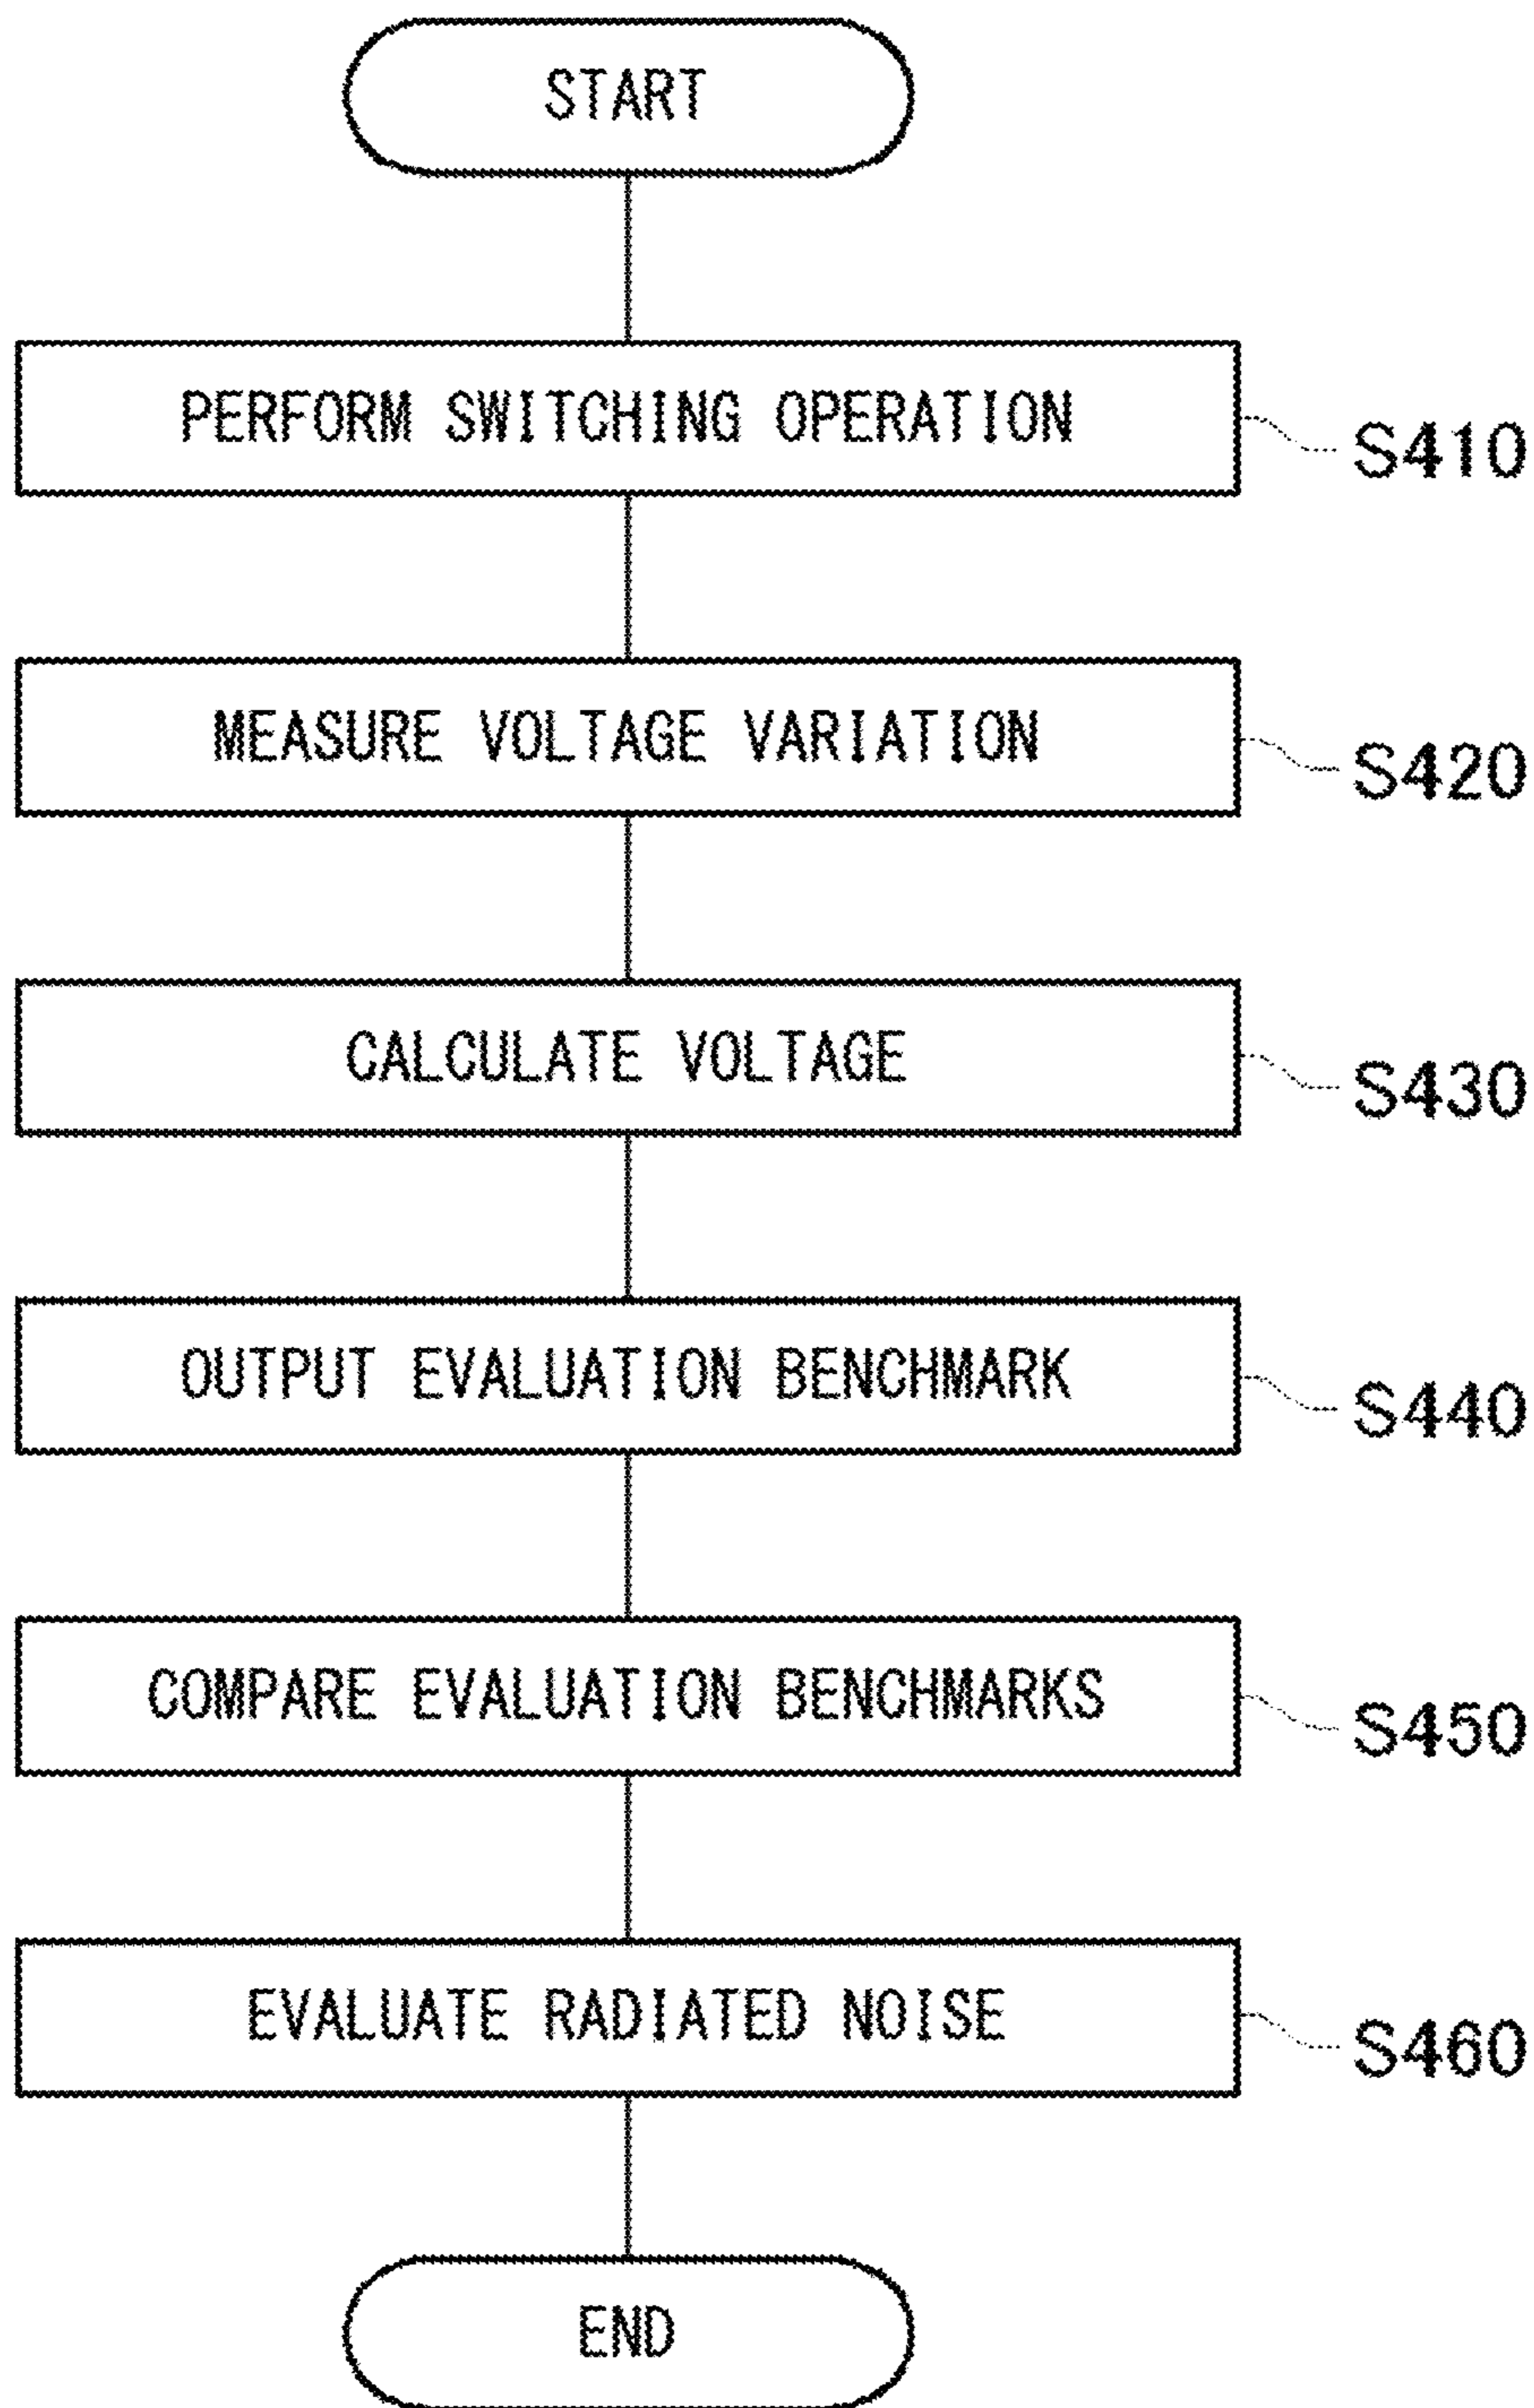 START
PERFORM SWITCHING OPERATION
S410
MEASURE VOLTAGE VARIATION
S420
CALCULATE VOLTAGE
S430
OUTPUT EVALUATION BENCHMARK
S440
COMPARE EVALUATION BENCHMARKS
S450
EVALUATE RADIATED NOISE
S460
END